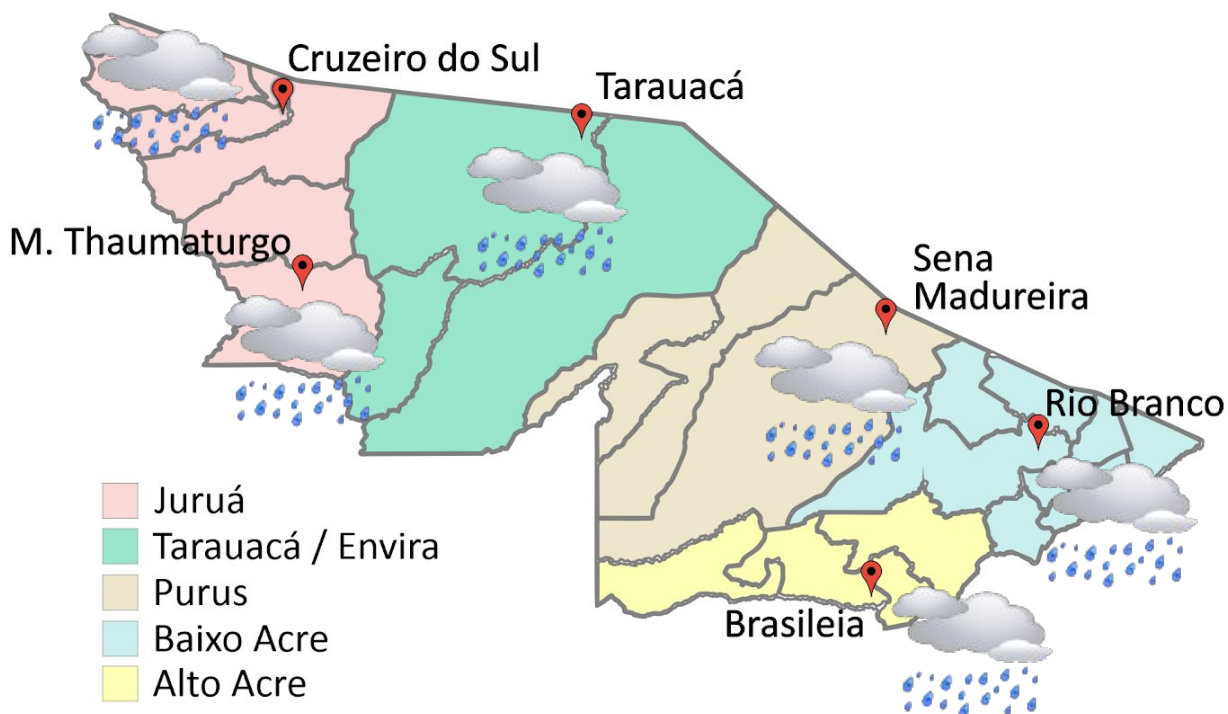 Cruzeiro do Sul
Tarauacá
M. Thaumaturgo
Sena
Madureira
Rio Branco
Brasileia
Juruá
Tarauacá / Envira
Purus
Baixo Acre
Alto Acre